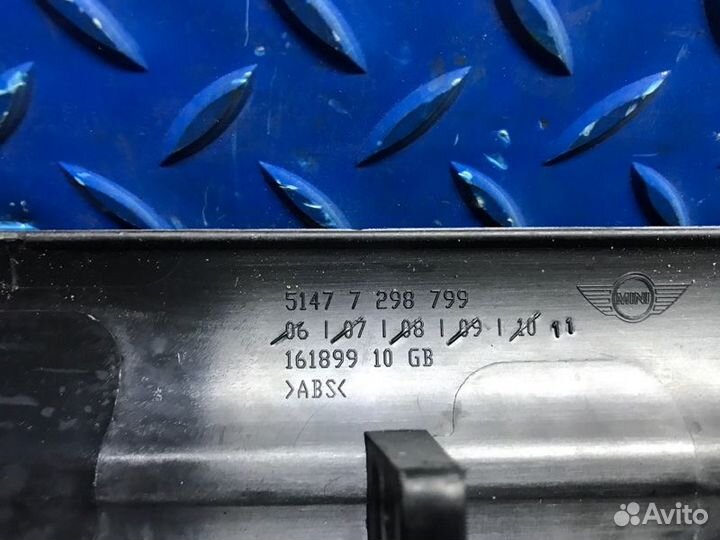 5147 7 298 799
06 | 07 | 08 | 09 | 10 11
161899 10 GB
>ABS<
MINI
Avito